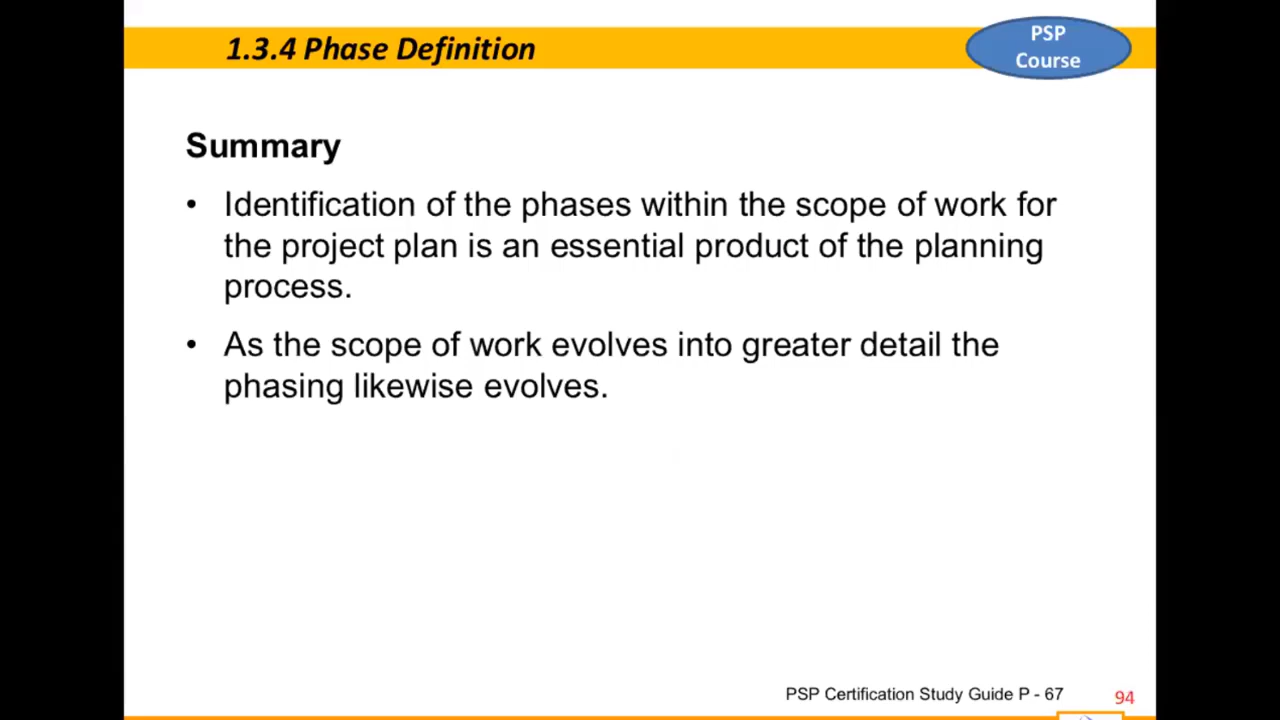 1.3.4 Phase Definition
PSP
Course
Summary
• Identification of the phases within the scope of work for
the project plan is an essential product of the planning
process.
• As the scope of work evolves into greater detail the
phasing likewise evolves.
PSP Certification Study Guide P - 67
94